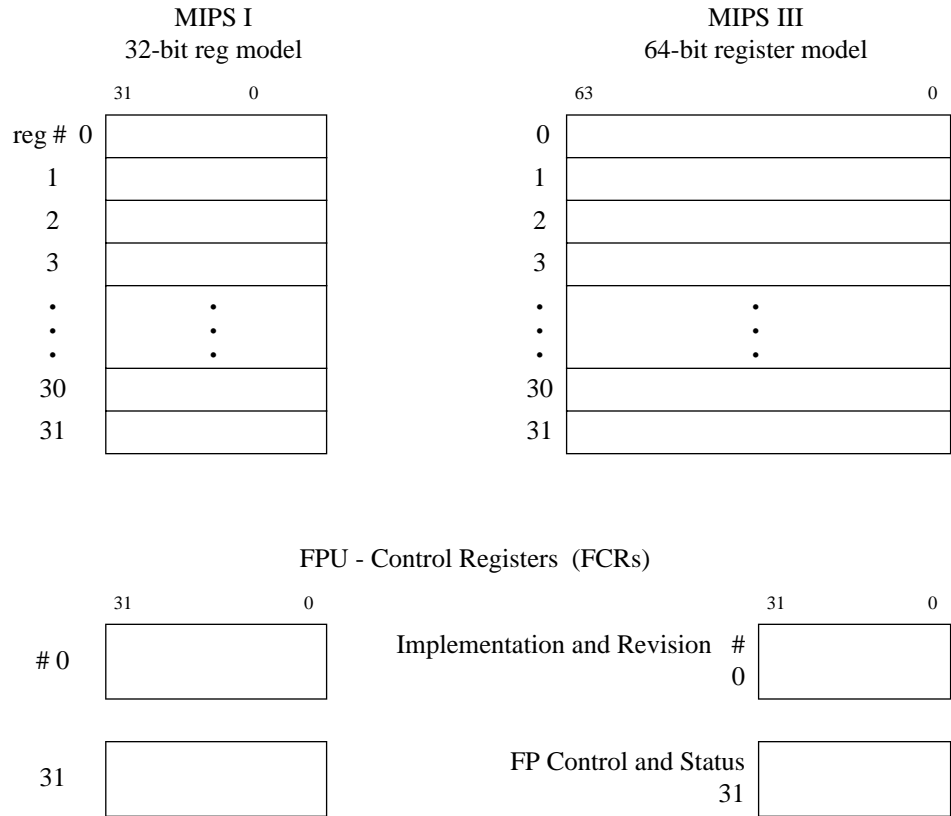 MIPS I
32-bit reg model
MIPS III
64-bit register model
31 0
63 0
reg # 0
1
2
3
30
31
0
1
2
3
30
31
FPU - Control Registers (FCRs)
31 0
31 0
# 0
Implementation and Revision #
0
31
FP Control and Status
31